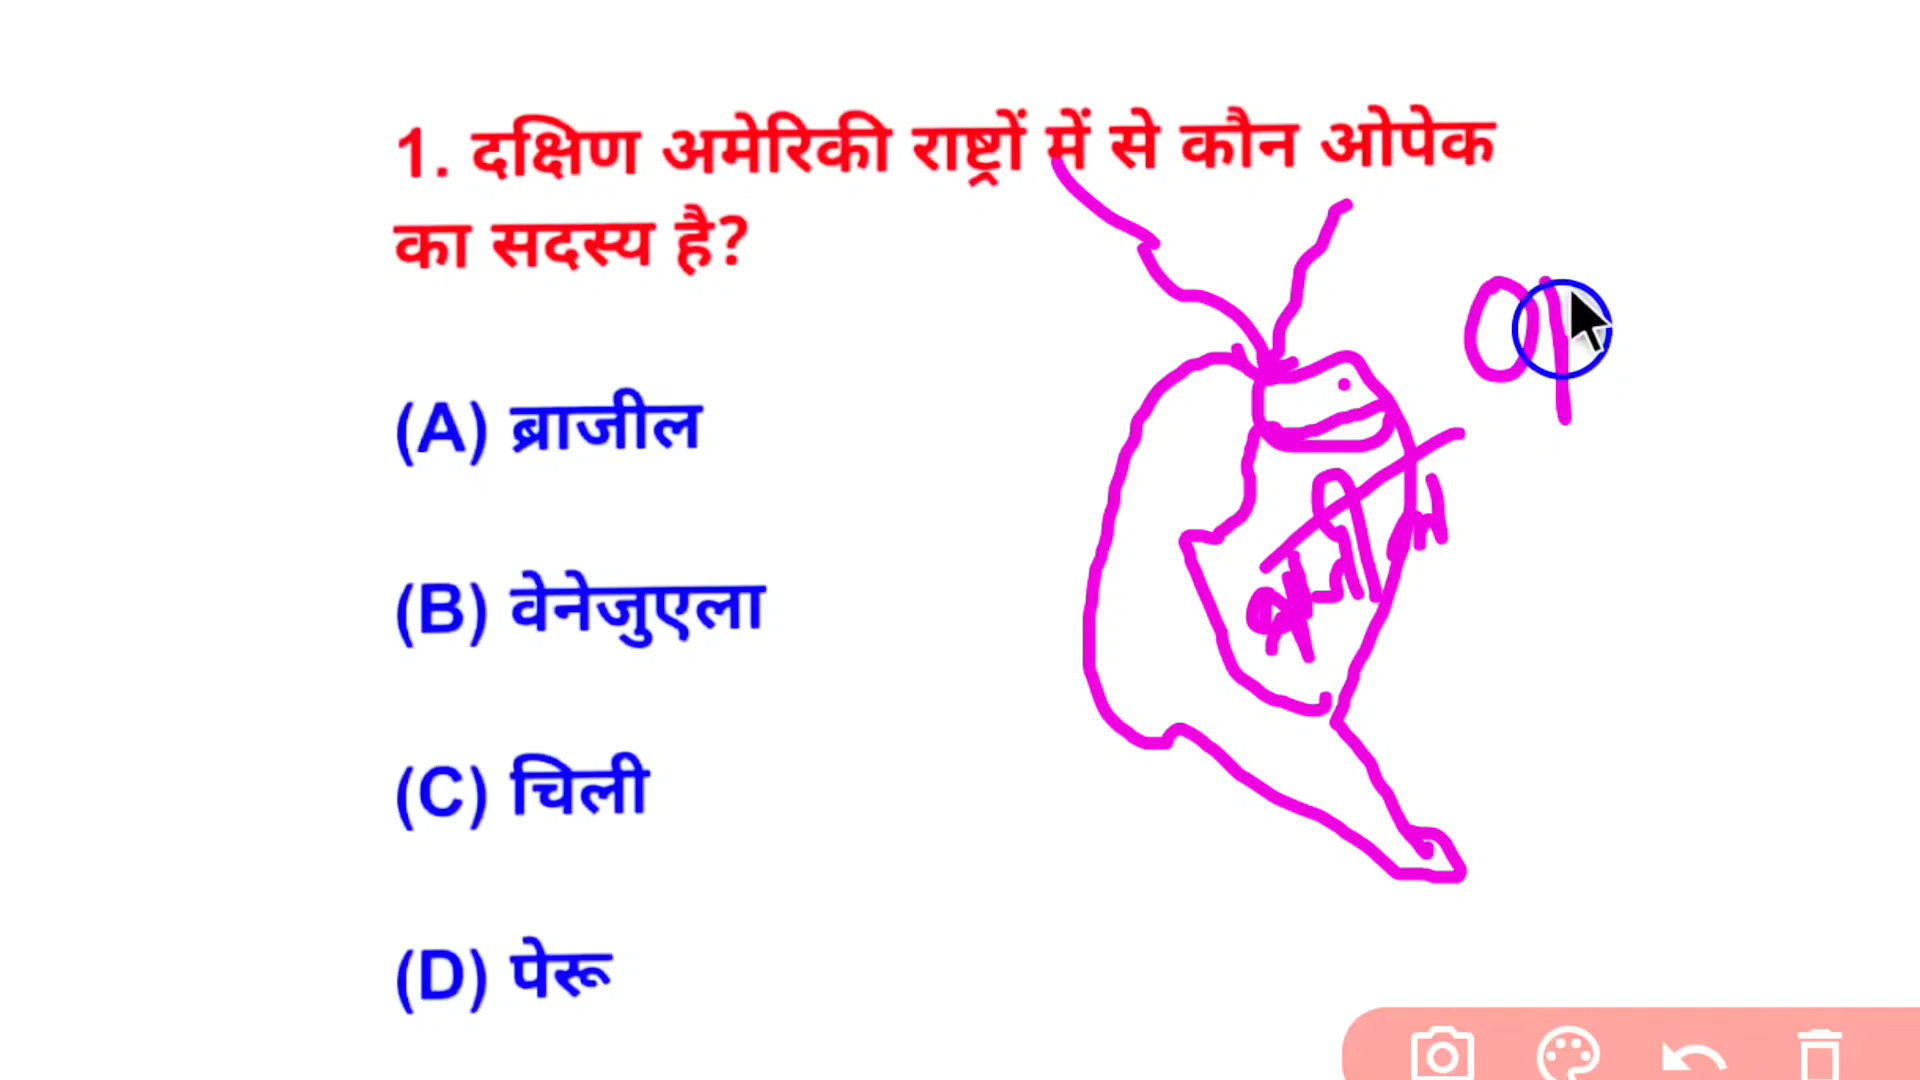 1. दक्षिण अमेरिकी राष्ट्रों में से कौन ओपेक
का सदस्य है?
(A) ब्राजील
(B) वेनेजुएला
(C) चिली
(D) पेरू